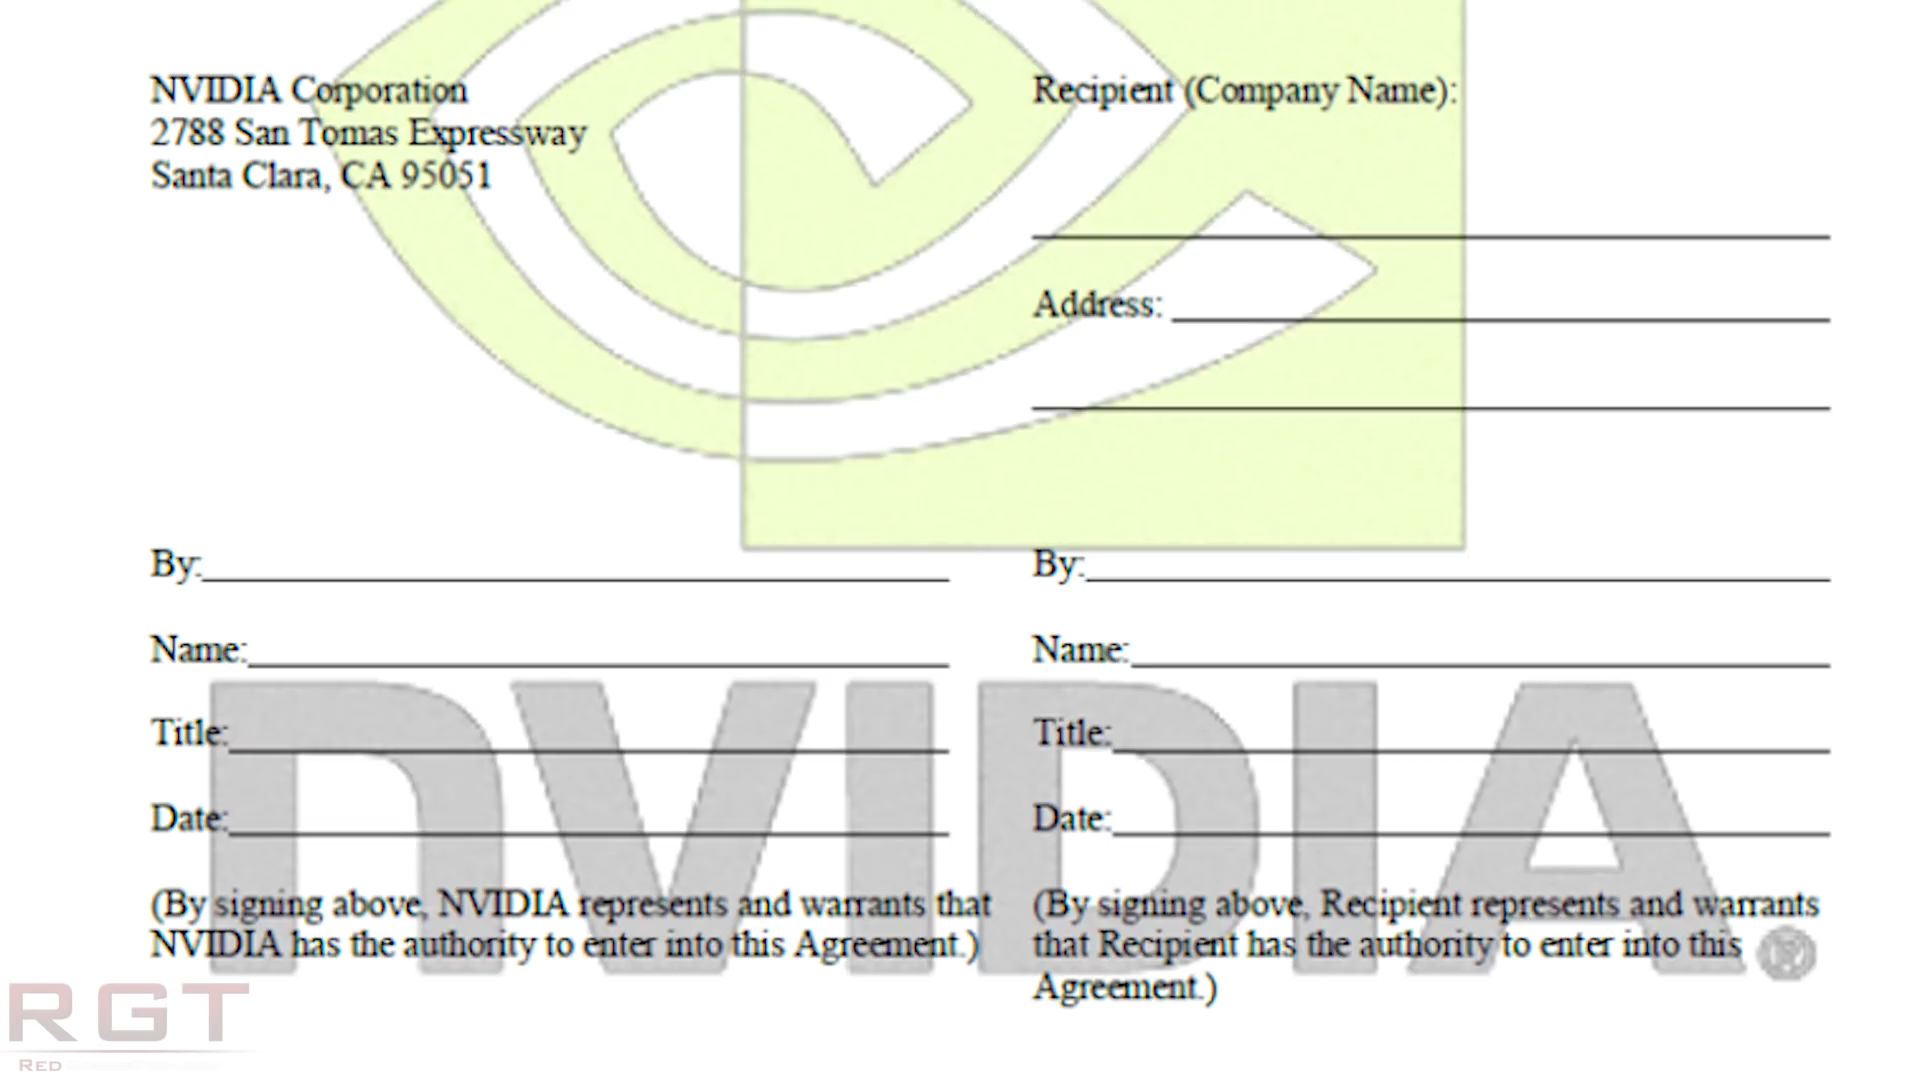 NVIDIA Corporation
2788 San Tomas Expressway
Santa Clara, CA 95051
Recipient (Company Name):
Address:
By:
Name:
Title:
Date:
(By signing above, NVIDIA represents and warrants that
NVIDIA has the authority to enter into this Agreement.)
By:
Name:
Title:
Date:
(By signing above, Recipient represents and warrants
that Recipient has the authority to enter into this
Agreement.)
nVIDIA®
RGT
RED